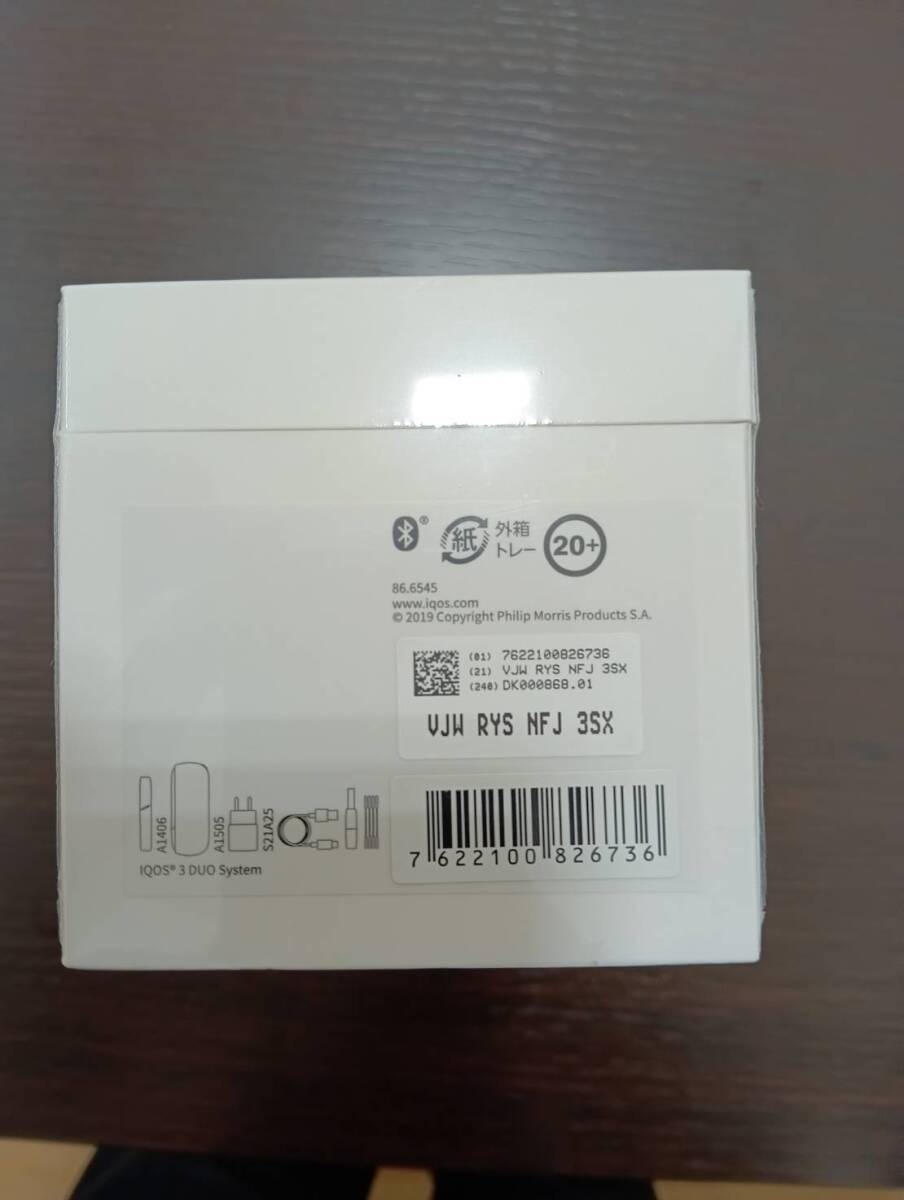 ®
紙
外箱
トレー
20+
86.6545
www.iqos.com
© 2019 Copyright Philip Morris Products S.A.
(01) 7622100826736
(21) VJW RYS NFJ 3SX
(240) DK000868.01
VJW RYS NFJ 3SX
A1406
A1505
S21A25
IQOS® 3 DUO System
7 622100 826736